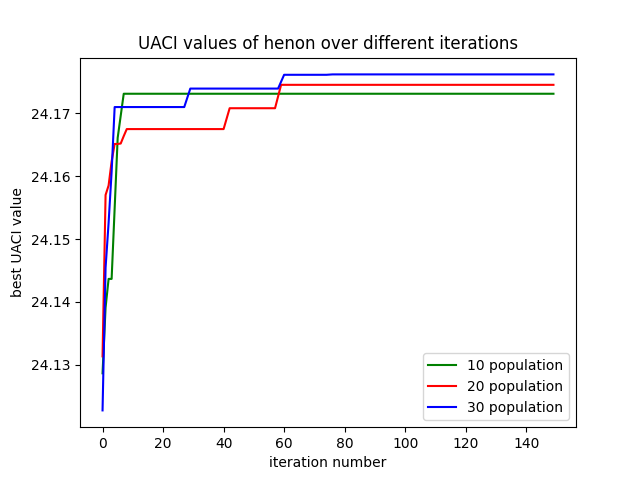 UACI values of henon over different iterations
24.17
24.16
24.15
24.14
24.13
best UACI value
0 20 40 60 80 100 120 140
iteration number
10 population
20 population
30 population